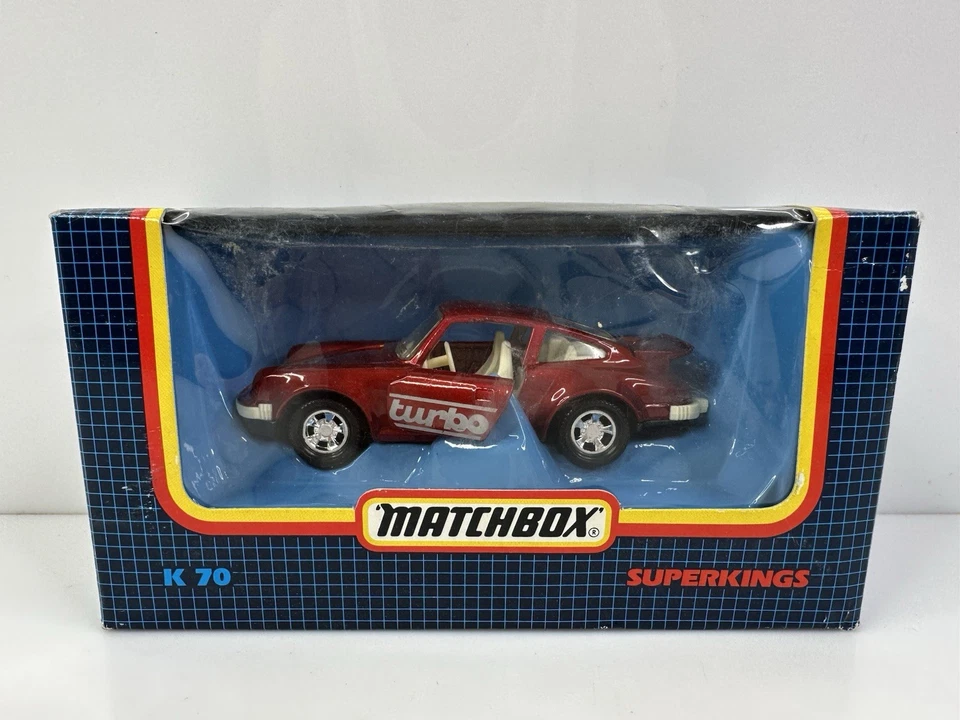 turbo
'MATCHBOX'®
K 70
SUPERKINGS